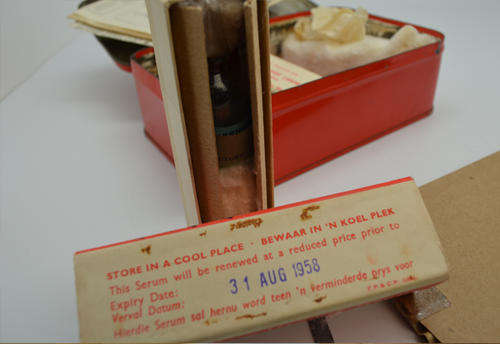 STORE IN A COOL PLACE · BEWAAR IN 'N KOEL PLEK
This Serum will be renewed at a reduced price prior to
Expiry Date:
Verval Datum: 31 AUG 1958
Hierdie Serum sal hernu word teen 'n verminderde prys voor